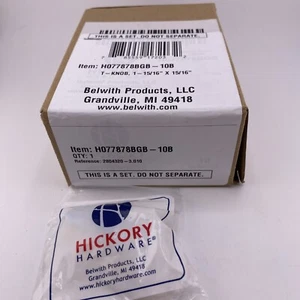 THIS IS A SET. DO NOT SEPARATE.
Item: H077878BGB-10B
T-KNOB, 1-15/16" X 15/16"
Belwith Products, LLC
Grandville, MI 49418
www.belwith.com
Item: H077878BGB-10B
QTY: 1
THIS IS A SET. DO NOT SEPARATE.
HICKORY
HARDWARE®
Belwith Products, LLC
Grandville, MI 49418
www.hickoryhardware.com